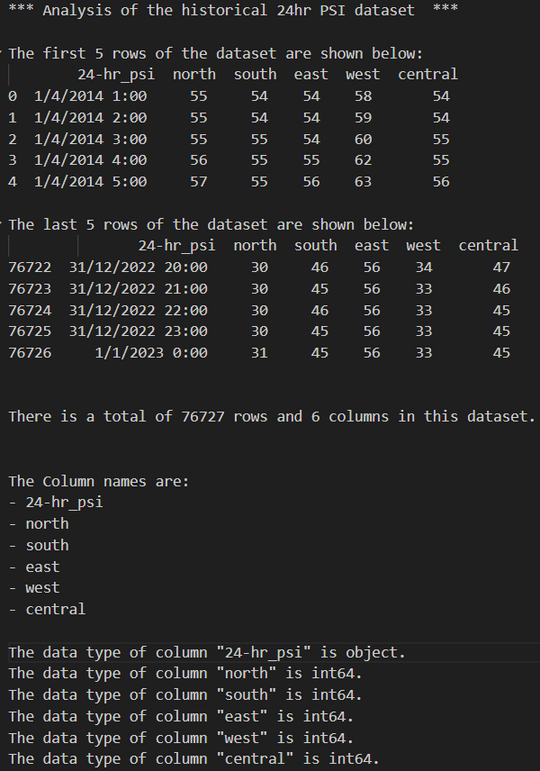 *** Analysis of the historical 24hr PSI dataset  ***
The first 5 rows of the dataset are shown below:
24-hr_psi  north  south  east  west  central
0  1/4/2014 1:00     55     54    54    58       54
1  1/4/2014 2:00     55     54    54    59       54
2  1/4/2014 3:00     55     55    54    60       55
3  1/4/2014 4:00     56     55    55    62       55
4  1/4/2014 5:00     57     55    56    63       56
The last 5 rows of the dataset are shown below:
24-hr_psi  north  south  east  west  central
76722  31/12/2022 20:00     30     46    56    34       47
76723  31/12/2022 21:00     30     45    56    33       46
76724  31/12/2022 22:00     30     46    56    33       45
76725  31/12/2022 23:00     30     45    56    33       45
76726     1/1/2023 0:00     31     45    56    33       45
There is a total of 76727 rows and 6 columns in this dataset.
The Column names are:
- 24-hr_psi
- north
- south
- east
- west
- central
The data type of column "24-hr_psi" is object.
The data type of column "north" is int64.
The data type of column "south" is int64.
The data type of column "east" is int64.
The data type of column "west" is int64.
The data type of column "central" is int64.